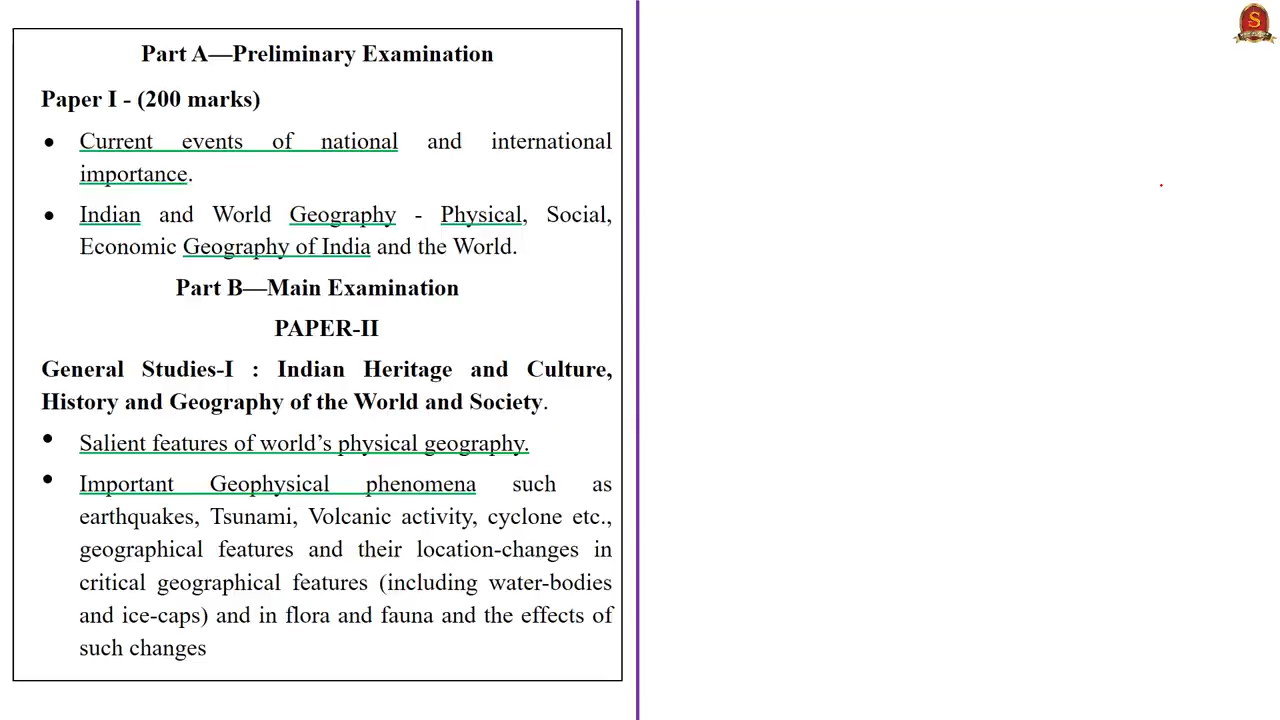 Part A—Preliminary Examination
Paper I - (200 marks)
• Current events of national and international
importance.
• Indian and World Geography - Physical, Social,
Economic Geography of India and the World.
Part B—Main Examination
PAPER-II
General Studies-I : Indian Heritage and Culture,
History and Geography of the World and Society.
• Salient features of world’s physical geography.
• Important Geophysical phenomena such as
earthquakes, Tsunami, Volcanic activity, cyclone etc.,
geographical features and their location-changes in
critical geographical features (including water-bodies
and ice-caps) and in flora and fauna and the effects of
such changes
S